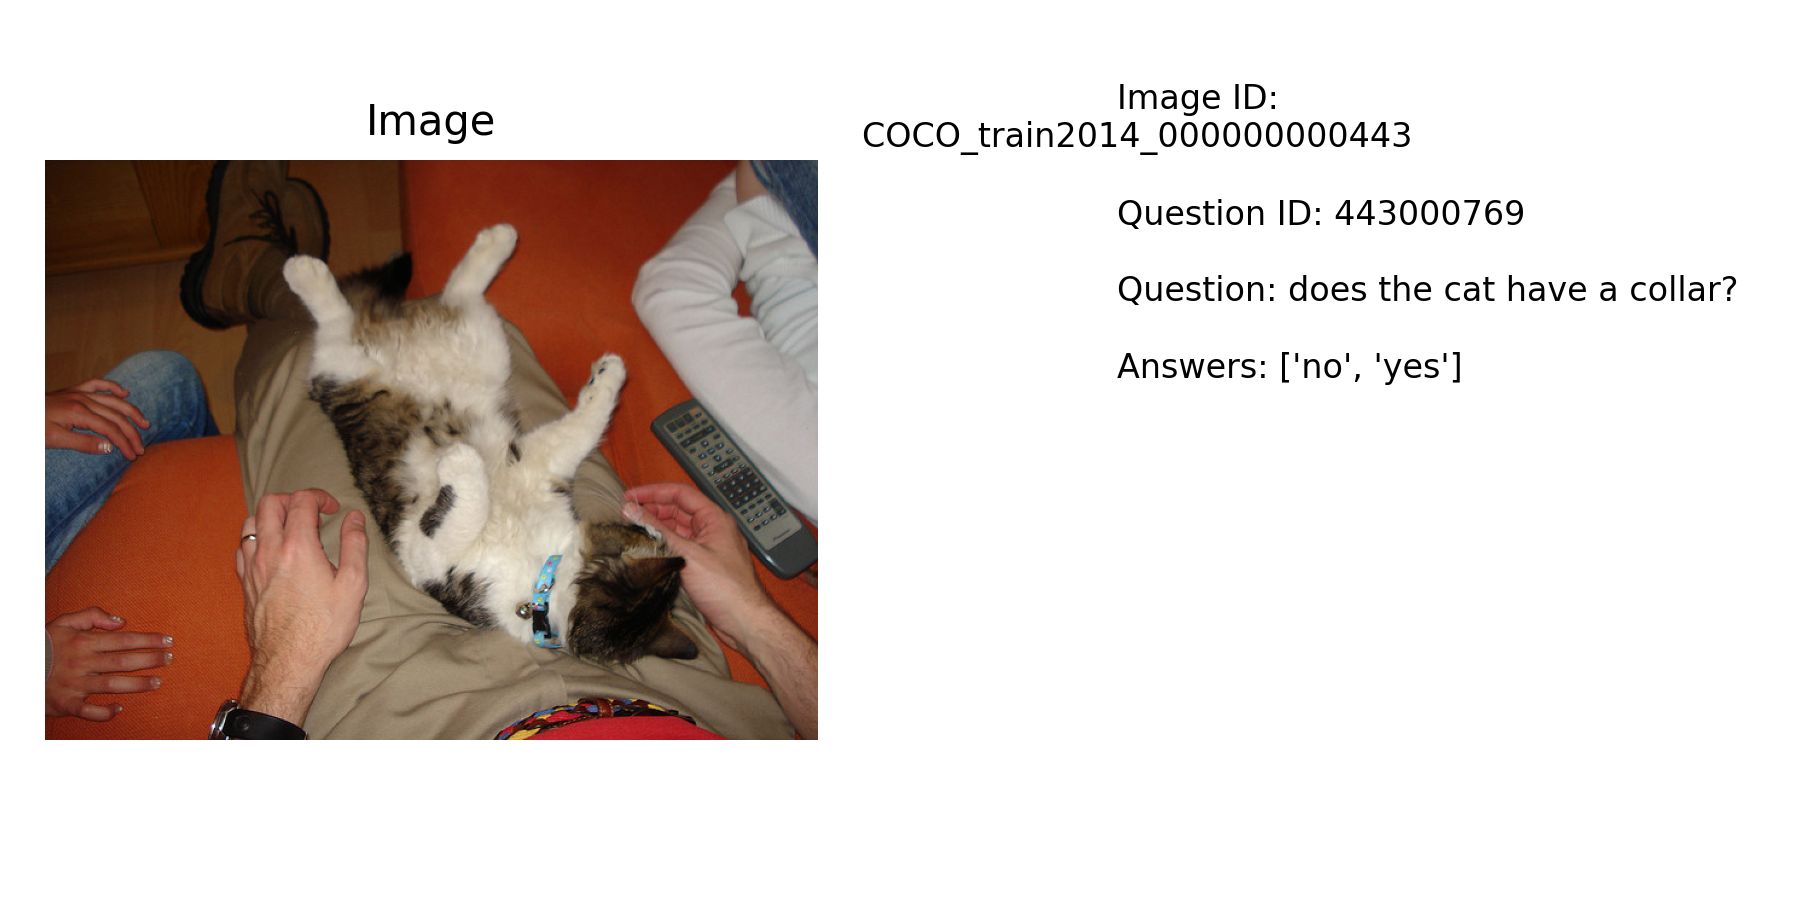 Image
Image ID:
COCO_train2014_000000000443
Question ID: 443000769
Question: does the cat have a collar?
Answers: ['no', 'yes']